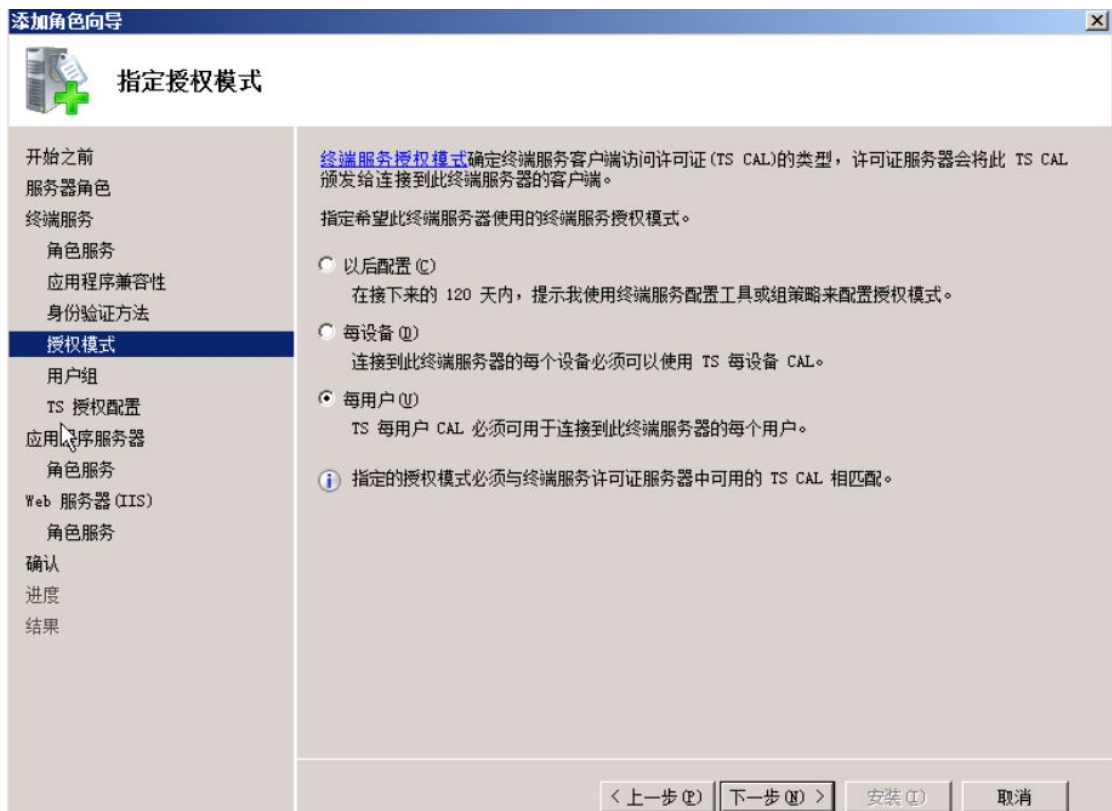 添加角色向导
指定授权模式
开始之前
服务器角色
终端服务
角色服务
应用程序兼容性
身份验证方法
授权模式
用户组
TS 授权配置
应用程序服务器
角色服务
Web 服务器(IIS)
角色服务
确认
进度
结果
终端服务授权模式确定终端服务客户端访问许可证(TS CAL)的类型，许可证服务器会将此 TS CAL
颁发给连接到此终端服务器的客户端。
指定希望此终端服务器使用的终端服务授权模式。
以后配置(C)
在接下来的 120 天内，提示我使用终端服务配置工具或组策略来配置授权模式。
每设备(D)
连接到此终端服务器的每个设备必须可以使用 TS 每设备 CAL。
每用户(U)
TS 每用户 CAL 必须可用于连接到此终端服务器的每个用户。
指定的授权模式必须与终端服务许可证服务器中可用的 TS CAL 相匹配。
< 上一步(P) 下一步(N) > 安装(I) 取消